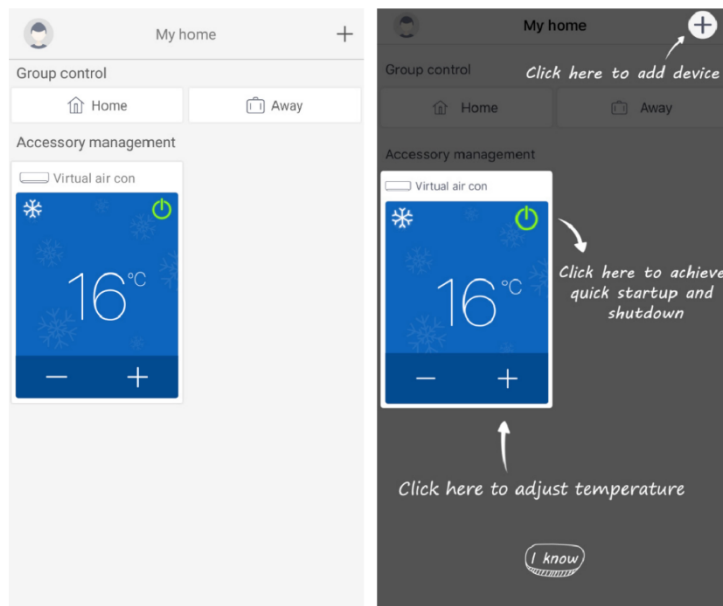 My home
Group control
Home
Away
Accessory management
Virtual air con
16°C
My home
Click here to add device
Group control
Home
Away
Accessory management
Virtual air con
16°C
Click here to achieve
quick startup and
shutdown
Click here to adjust temperature
I know